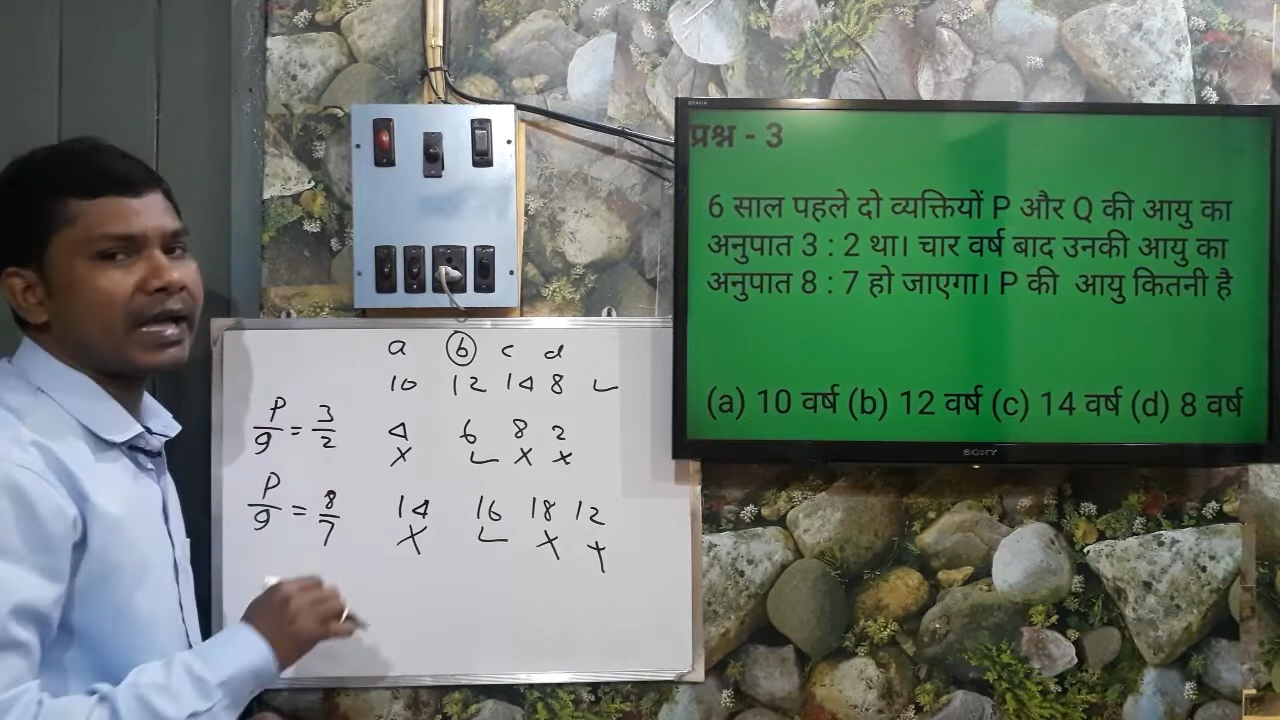 BRAVIA
प्रश्न - 3
6 साल पहले दो व्यक्तियों P और Q की आयु का
अनुपात 3 : 2 था। चार वर्ष बाद उनकी आयु का
अनुपात 8 : 7 हो जाएगा। P की आयु कितनी है
(a) 10 वर्ष (b) 12 वर्ष (c) 14 वर्ष (d) 8 वर्ष
SONY
a b c d
10 12 14 8
P/q = 3/2 4 6 8 2
P/q = 8/7 14 16 18 12